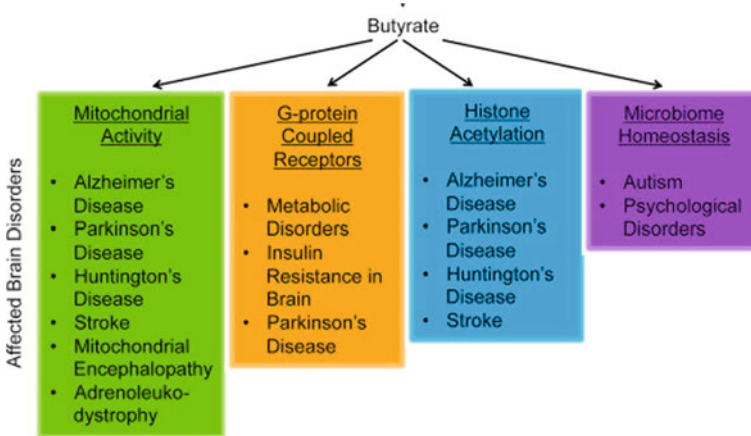 Butyrate
Affected Brain Disorders
Mitochondrial
Activity
• Alzheimer's
Disease
• Parkinson's
Disease
• Huntington's
Disease
• Stroke
• Mitochondrial
Encephalopathy
• Adrenoleuko-
dystrophy
G-protein
Coupled
Receptors
• Metabolic
Disorders
• Insulin
Resistance in
Brain
• Parkinson's
Disease
Histone
Acetylation
• Alzheimer's
Disease
• Parkinson's
Disease
• Huntington's
Disease
• Stroke
Microbiome
Homeostasis
• Autism
• Psychological
Disorders